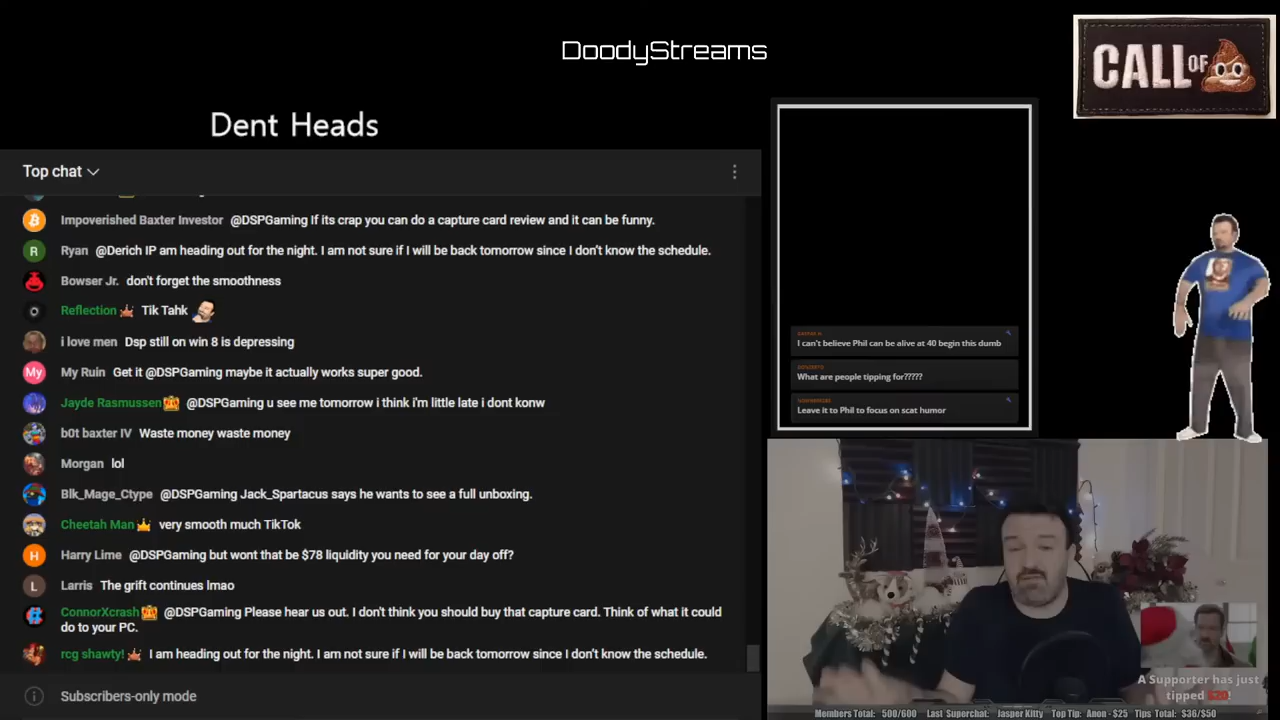 DoodyStreams
CALL OF
Dent Heads
Top chat
Impoverished Baxter Investor @DSPGaming If its crap you can do a capture card review and it can be funny.
Ryan @Derich IP am heading out for the night. I am not sure if I will be back tomorrow since I don't know the schedule.
Bowser Jr. don't forget the smoothness
Reflection Tik Tahk
i love men Dsp still on win 8 is depressing
My My Ruin Get it @DSPGaming maybe it actually works super good.
Jayde Rasmussen @DSPGaming u see me tomorrow i think i'm little late i dont konw
b0t baxter IV Waste money waste money
Morgan lol
Blk_Mage_Ctype @DSPGaming Jack_Spartacus says he wants to see a full unboxing.
Cheetah Man very smooth much TikTok
H Harry Lime @DSPGaming but wont that be $78 liquidity you need for your day off?
L Larris The grift continues lmao
ConnorXcrash @DSPGaming Please hear us out. I don't think you should buy that capture card. Think of what it could
do to your PC.
rcg shawty! I am heading out for the night. I am not sure if I will be back tomorrow since I don't know the schedule.
Subscribers-only mode
I can't believe Phil can be alive at 40 begin this dumb
What are people tipping for?????
Leave it to Phil to focus on scat humor
A Supporter has just
tipped $20!
Members Total: 500/600 Last Superchat: Jasper Kitty Top Tip: Anon - $25 Tips Total: $36/$50